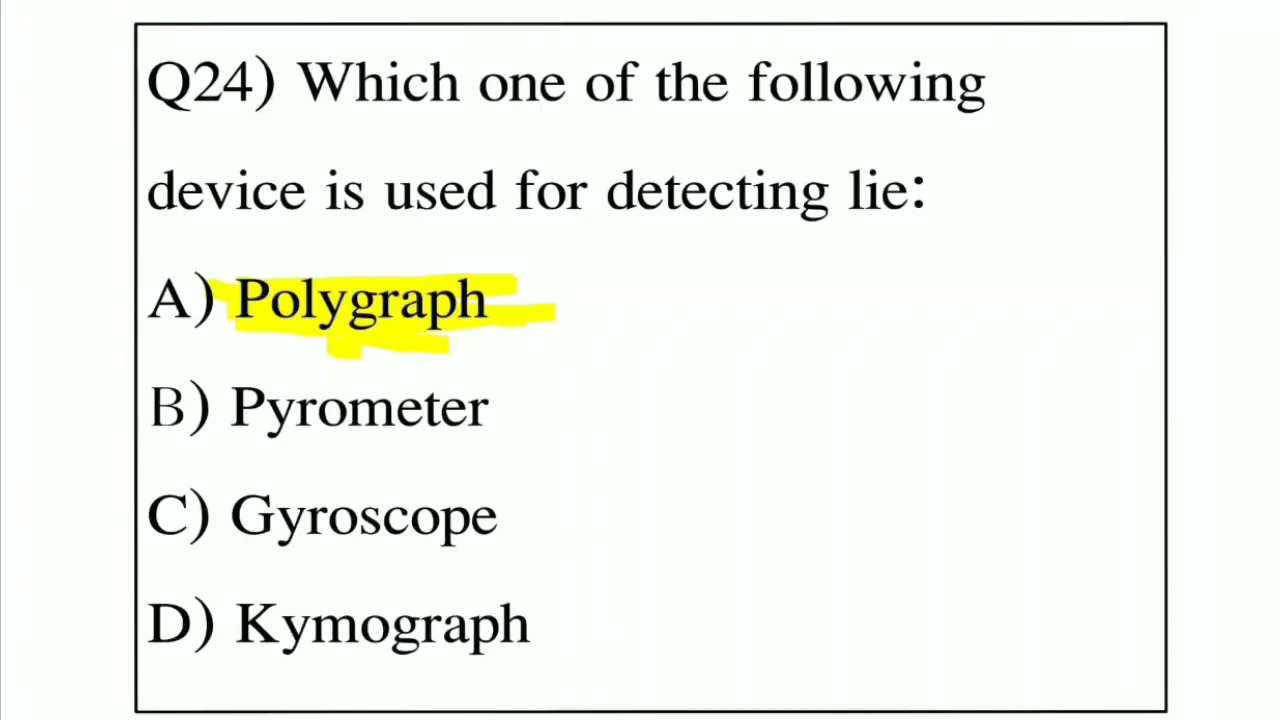 Q24) Which one of the following
device is used for detecting lie:
A) Polygraph
B) Pyrometer
C) Gyroscope
D) Kymograph